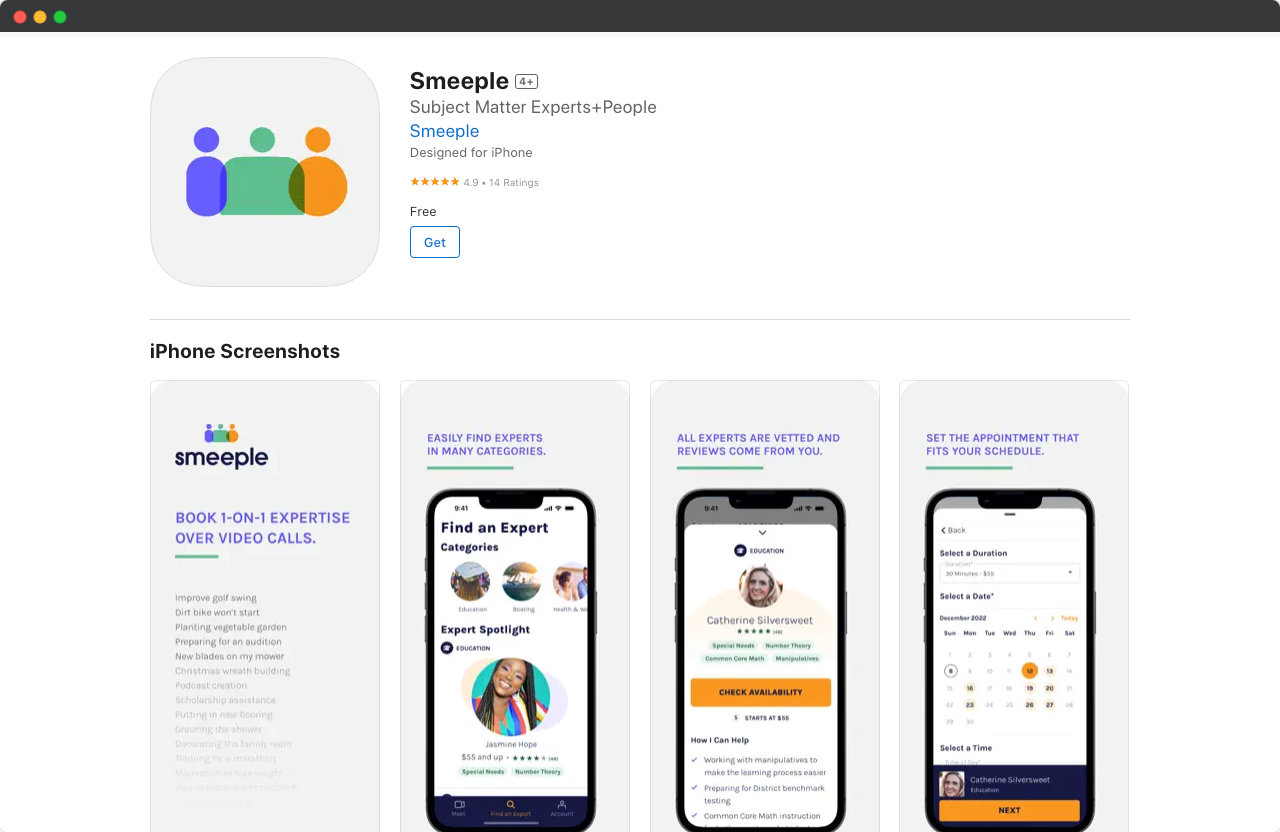 Smeeple 4+
Subject Matter Experts+People
Smeeple
Designed for iPhone
★★★★★ 4.9 • 14 Ratings
Free
Get
iPhone Screenshots
smeeple
BOOK 1-ON-1 EXPERTISE
OVER VIDEO CALLS.
Improve golf swing
Dirt bike won't start
Planting vegetable garden
Preparing for an audition
New blades on my mower
Christmas wreath building
Podcast creation
Scholarship assistance
Putting in new flooring
Grouting the shower
Decorating the family room
Training for a marathon
Motivation to lose weight
EASILY FIND EXPERTS
IN MANY CATEGORIES.
9:41
Find an Expert
Categories
Education Boating Health & W
Expert Spotlight
EDUCATION
Jasmine Hope
$55 and up • ★★★★★ (48)
Special Needs Number Theory
Meet Find an Expert Account
ALL EXPERTS ARE VETTED AND
REVIEWS COME FROM YOU.
9:41
EDUCATION
Catherine Silversweet
★★★★★ (48)
Special Needs Number Theory
Common Core Math Manipulatives
CHECK AVAILABILITY
$ STARTS AT $55
How I Can Help
Working with manipulatives to
make the learning process easier
Preparing for District benchmark
testing
Common Core Math instruction
SET THE APPOINTMENT THAT
FITS YOUR SCHEDULE.
Back
Select a Duration
Duration*
30 Minutes - $55
Select a Date*
December 2022 Today
Sun Mon Tue Wed Thu Fri Sat
1 2 3 4 5 6 7
8 9 10 11 12 13 14
15 16 17 18 19 20 21
22 23 24 25 26 27 28
29 30
Select a Time
Time of Day*
Catherine Silversweet
Education
NEXT